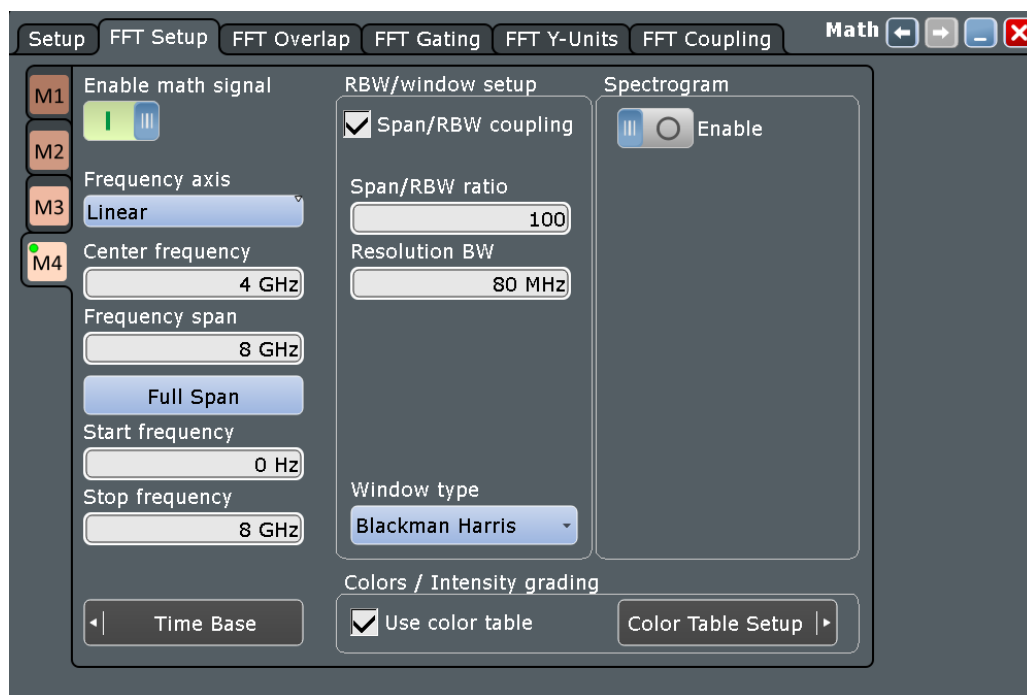 Setup FFT Setup FFT Overlap FFT Gating FFT Y-Units FFT Coupling Math
M1
M2
M3
M4
Enable math signal
Frequency axis
Linear
Center frequency
4 GHz
Frequency span
8 GHz
Full Span
Start frequency
0 Hz
Stop frequency
8 GHz
Time Base
RBW/window setup
Span/RBW coupling
Span/RBW ratio
100
Resolution BW
80 MHz
Window type
Blackman Harris
Spectrogram
Enable
Colors / Intensity grading
Use color table
Color Table Setup